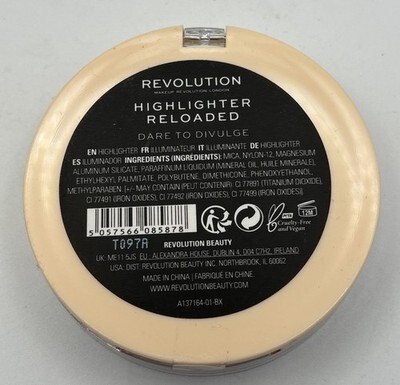 REVOLUTION
MAKEUP REVOLUTION LONDON
HIGHLIGHTER
RELOADED
DARE TO DIVULGE
EN HIGHLIGHTER FR ILLUMINATEUR IT ILLUMINANTE DE HIGHLIGHTER
ES ILLUMINADOR INGREDIENTS (INGRÉDIENTS): MICA, NYLON-12, MAGNESIUM
ALUMINUM SILICATE, PARAFFINUM LIQUIDUM (MINERAL OIL, HUILE MINERALE),
ETHYLHEXYL PALMITATE, POLYBUTENE, DIMETHICONE, PHENOXYETHANOL,
METHYLPARABEN. [+/- MAY CONTAIN (PEUT CONTENIR): CI 77891 (TITANIUM DIOXIDE),
CI 77491 (IRON OXIDES), CI 77492 (IRON OXIDES), CI 77499 (IRON OXIDES)].
5 057566 085878
PETA
Cruelty-Free
and Vegan
12M
T097A
REVOLUTION BEAUTY
UK: ME11 5JS EU: ALEXANDRA HOUSE, DUBLIN 4, D04 C7H2, IRELAND
USA: DIST. REVOLUTION BEAUTY INC. NORTHBROOK, IL 60062
MADE IN CHINA | FABRIQUÉ EN CHINE.
WWW.REVOLUTIONBEAUTY.COM
A137164-01-BX